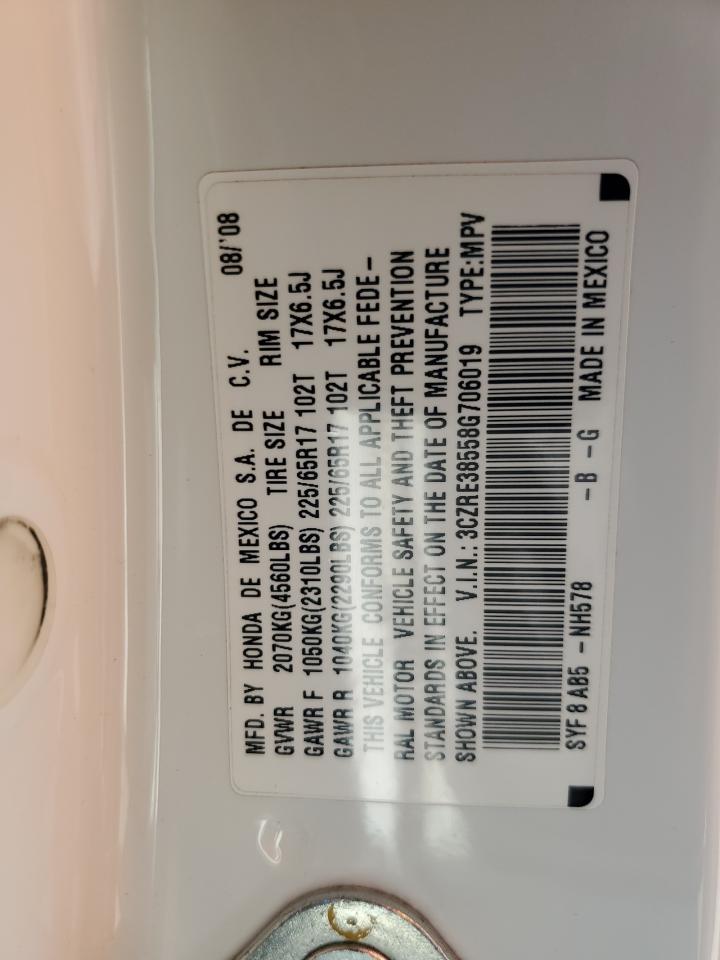 MFD. BY HONDA DE MEXICO S.A. DE C.V. 08/'08
GVWR 2070KG(4560LBS) TIRE SIZE RIM SIZE
GAWR F 1050KG(2310LBS) 225/65R17 102T 17X6.5J
GAWR R 1040KG(2290LBS) 225/65R17 102T 17X6.5J
THIS VEHICLE CONFORMS TO ALL APPLICABLE FEDE-
RAL MOTOR VEHICLE SAFETY AND THEFT PREVENTION
STANDARDS IN EFFECT ON THE DATE OF MANUFACTURE
SHOWN ABOVE. V.I.N.: 3CZRE38558G706019 TYPE:MPV
SYF 8 AB5 -NH578 -B -G MADE IN MEXICO